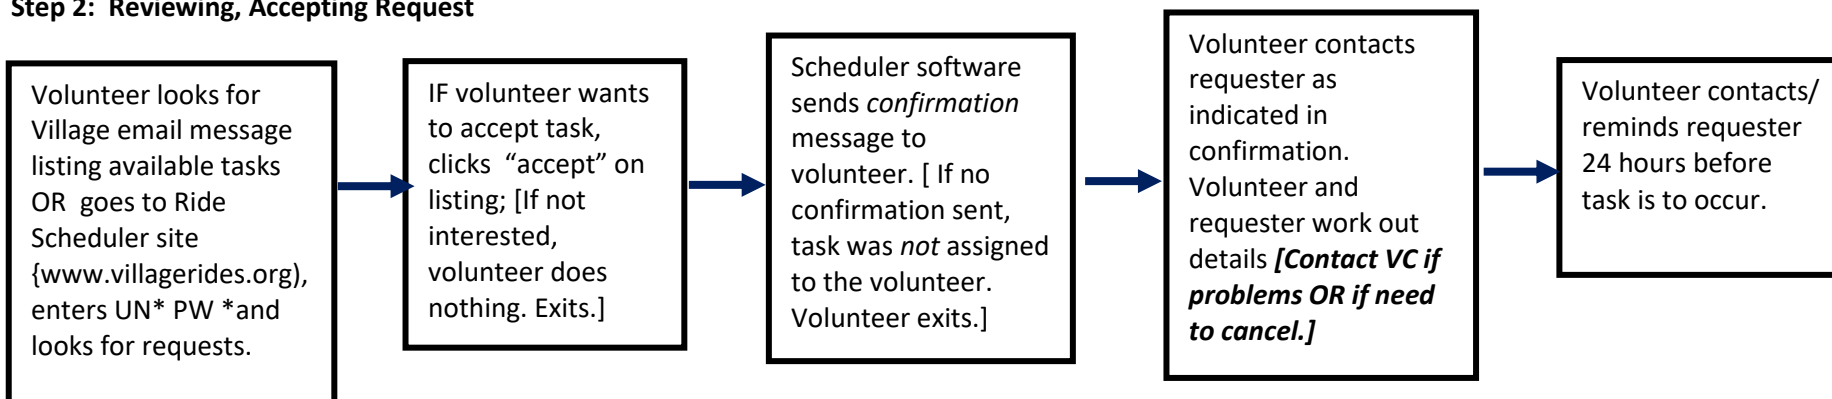 Step 2:  Reviewing, Accepting Request
Volunteer looks for
Village email message
listing available tasks
OR  goes to Ride
Scheduler site
{www.villagerides.org),
enters UN* PW *and
looks for requests.
IF volunteer wants
to accept task,
clicks  “accept” on
listing; [If not
interested,
volunteer does
nothing. Exits.]
Scheduler software
sends confirmation
message to
volunteer. [ If no
confirmation sent,
task was not assigned
to the volunteer.
Volunteer exits.]
Volunteer contacts
requester as
indicated in
confirmation.
Volunteer and
requester work out
details [Contact VC if
problems OR if need
to cancel.]
Volunteer contacts/
reminds requester
24 hours before
task is to occur.